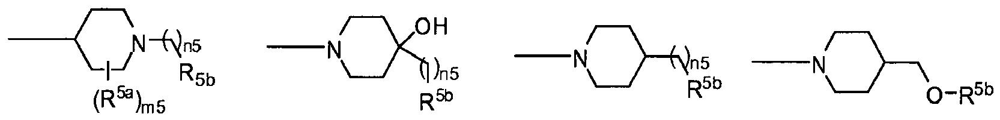 N ( )n5 R5b (R5a)m5
N OH ( )n5 R5b
N ( )n5 R5b
N O-R5b